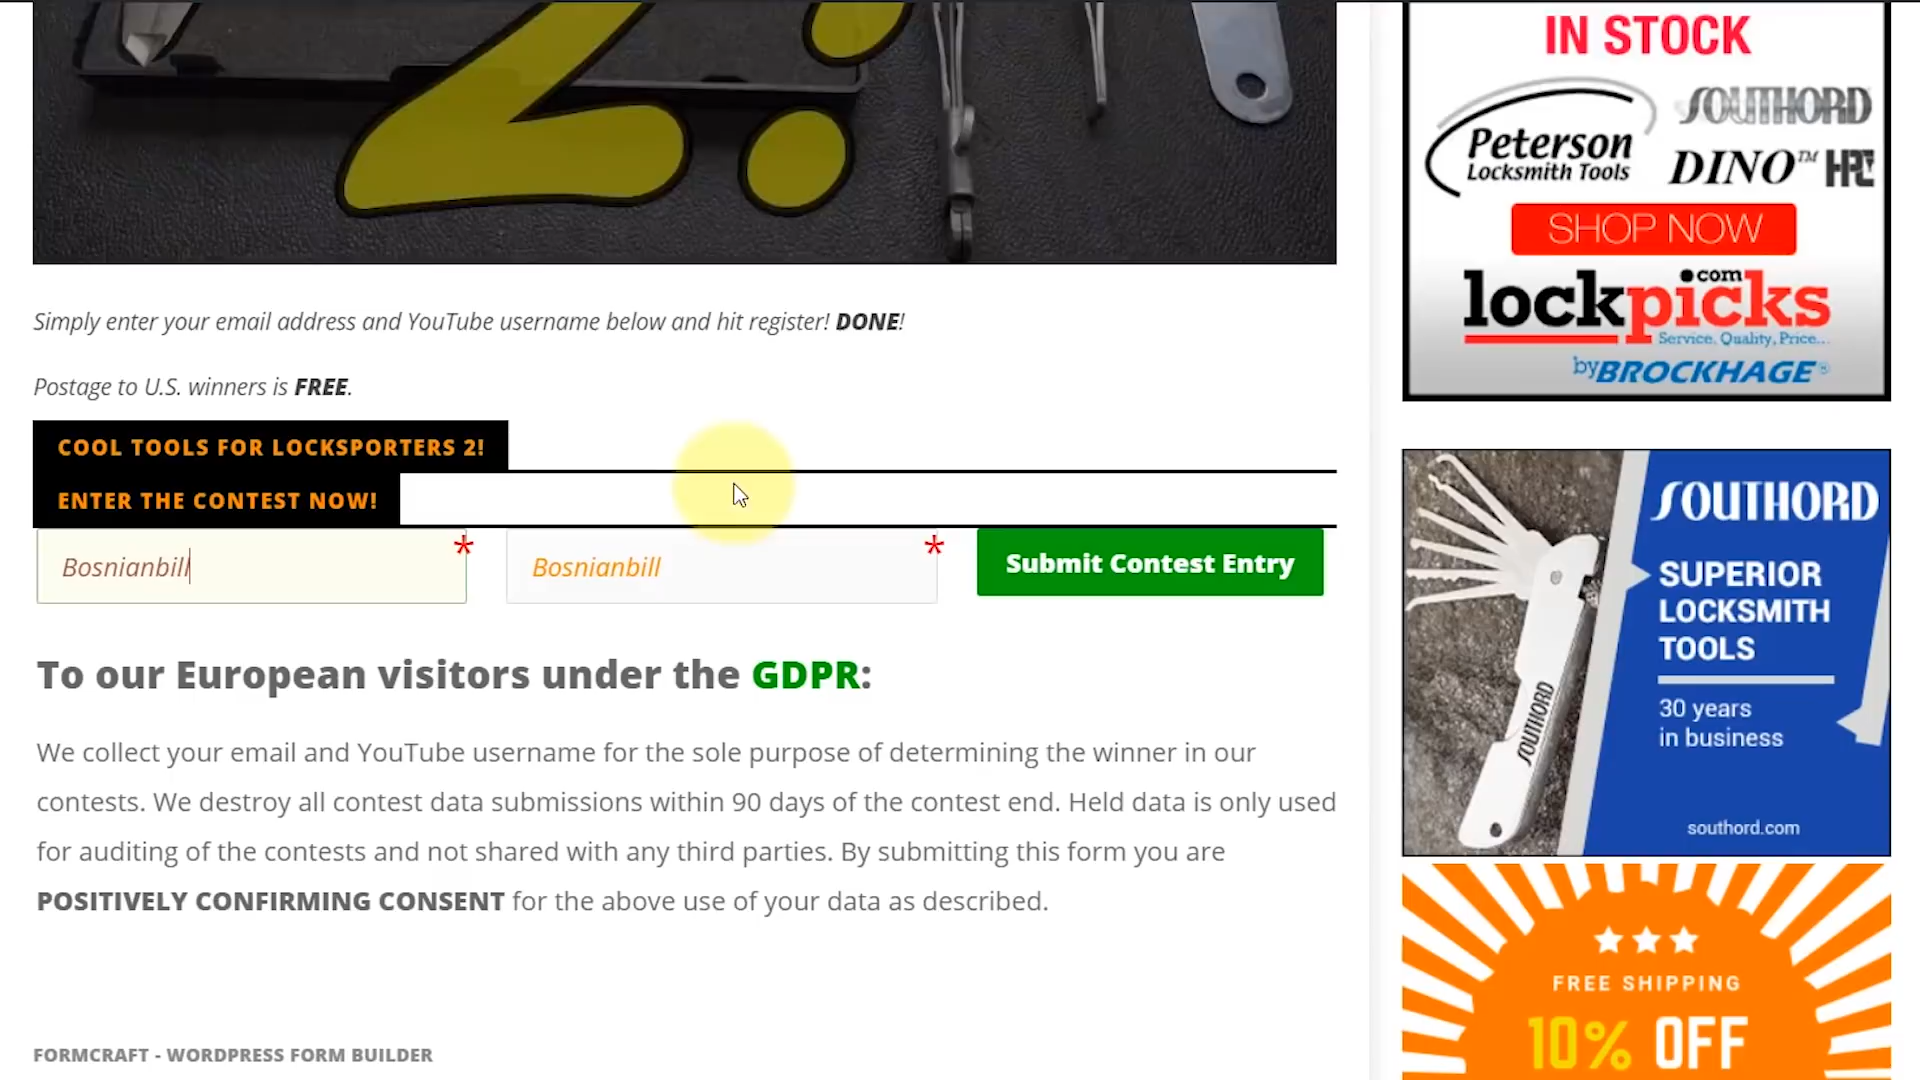 2:
Simply enter your email address and YouTube username below and hit register! DONE!
Postage to U.S. winners is FREE.
COOL TOOLS FOR LOCKSPORTERS 2!
ENTER THE CONTEST NOW!
Bosnianbill
*
Bosnianbill
*
Submit Contest Entry
To our European visitors under the GDPR:
We collect your email and YouTube username for the sole purpose of determining the winner in our
contests. We destroy all contest data submissions within 90 days of the contest end. Held data is only used
for auditing of the contests and not shared with any third parties. By submitting this form you are
POSITIVELY CONFIRMING CONSENT for the above use of your data as described.
FORMCRAFT - WORDPRESS FORM BUILDER
IN STOCK
Peterson
Locksmith Tools
SOUTHORD
DINO™ HPC
SHOP NOW
lockpicks.com
Service, Quality, Price...
by BROCKHAGE®
SOUTHORD
SUPERIOR
LOCKSMITH
TOOLS
30 years
in business
southord.com
SOUTHORD
FREE SHIPPING
10% OFF